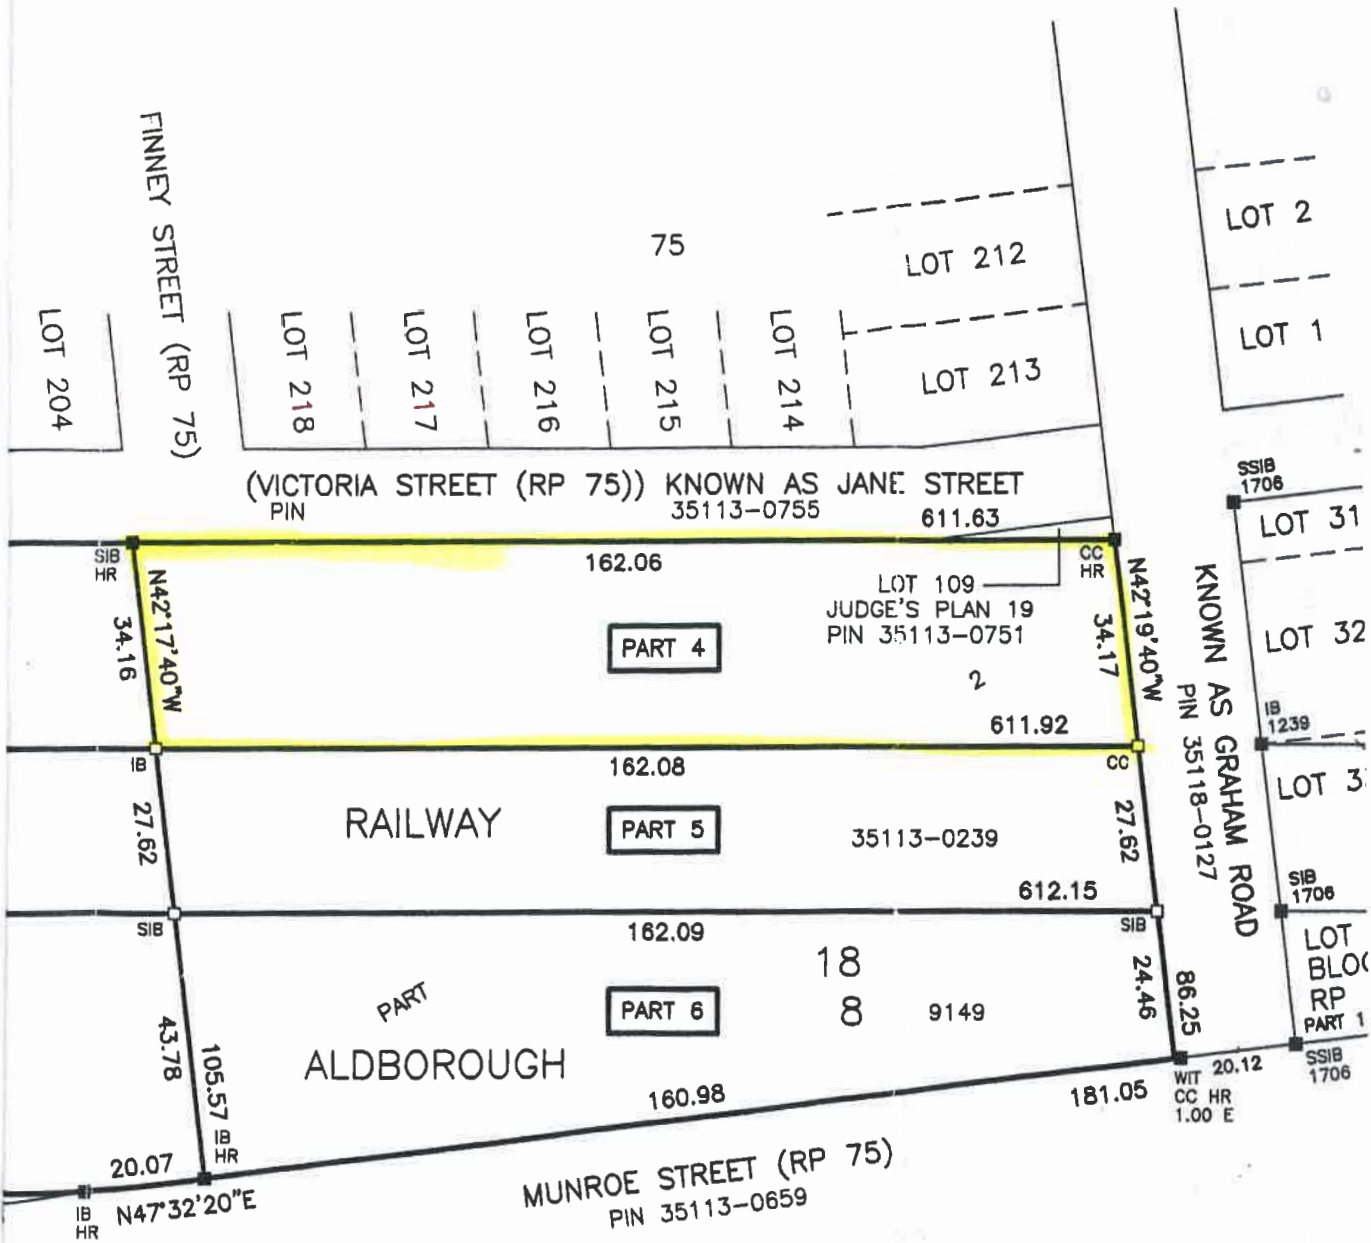 FINNEY STREET (RP 75)
75
LOT 212
LOT 2
LOT 204
LOT 218
LOT 217
LOT 216
LOT 215
LOT 214
LOT 213
LOT 1
(VICTORIA STREET (RP 75)) KNOWN AS JANE STREET
PIN 35113-0755
611.63
SSIB
1706
LOT 31
SIB
HR
162.06
CC
HR
N42°17'40"W
34.16
PART 4
LOT 109
JUDGE'S PLAN 19
PIN 35113-0751
2
34.17
N42°19'40"W
KNOWN AS GRAHAM ROAD
PIN 35118-0127
LOT 32
611.92
IB
1239
IB
162.08
CC
LOT 3
27.62
RAILWAY
PART 5
35113-0239
27.62
612.15
SIB
1706
SIB
162.09
SIB
LOT
BLO
RP
PART 1
18
8
9149
PART
PART 6
24.46
86.25
43.78
105.57
ALDBOROUGH
160.98
181.05
WIT
CC HR
1.00 E
20.12
SSIB
1706
IB
HR
20.07
IB
HR
N47°32'20"E
MUNROE STREET (RP 75)
PIN 35113-0659